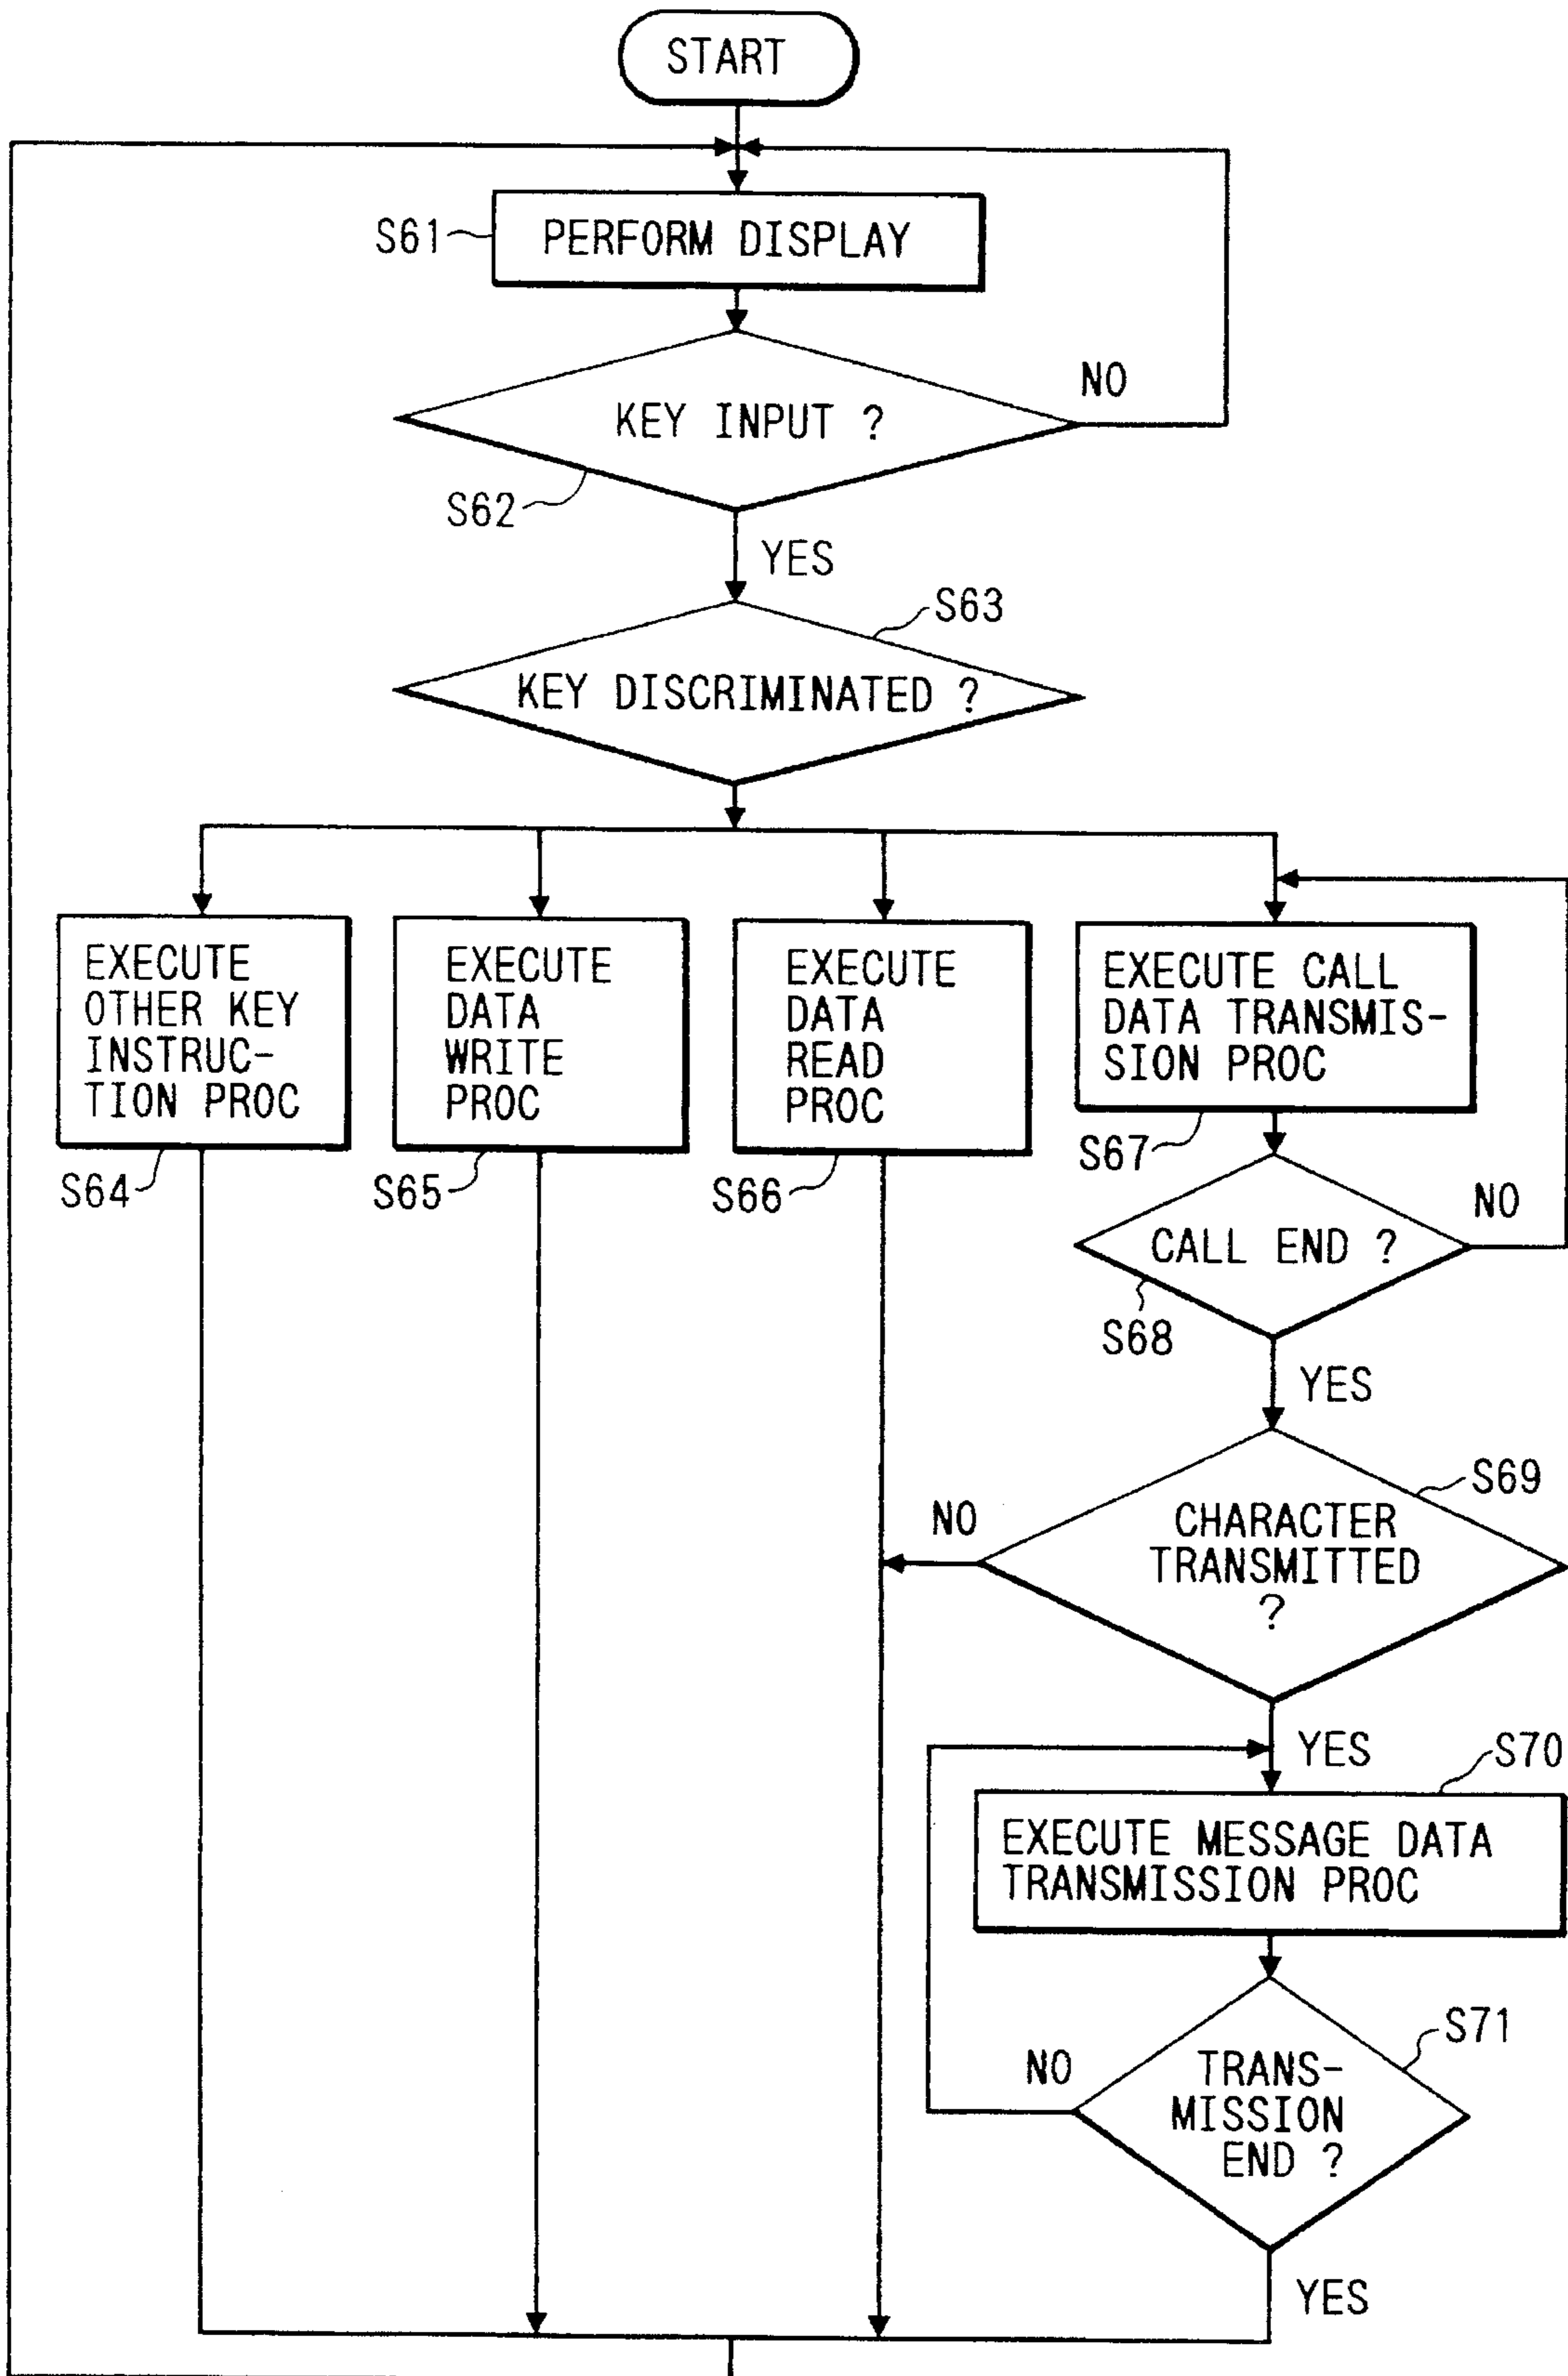 START
S61
PERFORM DISPLAY
NO
KEY INPUT ?
S62
YES
S63
KEY DISCRIMINATED ?
EXECUTE
OTHER KEY
INSTRUC-
TION PROC
S64
EXECUTE
DATA
WRITE
PROC
S65
EXECUTE
DATA
READ
PROC
S66
EXECUTE CALL
DATA TRANSMIS-
SION PROC
S67
NO
CALL END ?
S68
YES
S69
NO
CHARACTER
TRANSMITTED
?
YES
S70
EXECUTE MESSAGE DATA
TRANSMISSION PROC
S71
NO
TRANS-
MISSION
END ?
YES